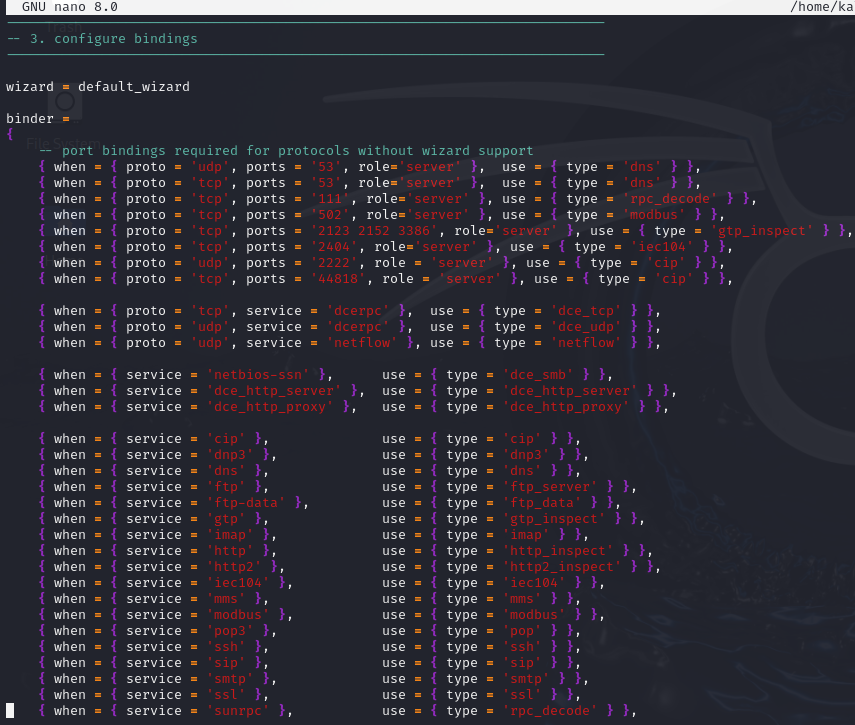 GNU nano 8.0 /home/ka
-- 3. configure bindings
wizard = default_wizard
binder =
{
-- port bindings required for protocols without wizard support
{ when = { proto = 'udp', ports = '53', role='server' }, use = { type = 'dns' } },
{ when = { proto = 'tcp', ports = '53', role='server' }, use = { type = 'dns' } },
{ when = { proto = 'tcp', ports = '111', role='server' }, use = { type = 'rpc_decode' } },
{ when = { proto = 'tcp', ports = '502', role='server' }, use = { type = 'modbus' } },
{ when = { proto = 'tcp', ports = '2123 2152 3386', role='server' }, use = { type = 'gtp_inspect' } },
{ when = { proto = 'tcp', ports = '2404', role='server' }, use = { type = 'iec104' } },
{ when = { proto = 'udp', ports = '2222', role = 'server' }, use = { type = 'cip' } },
{ when = { proto = 'tcp', ports = '44818', role = 'server' }, use = { type = 'cip' } },
{ when = { proto = 'tcp', service = 'dcerpc' }, use = { type = 'dce_tcp' } },
{ when = { proto = 'udp', service = 'dcerpc' }, use = { type = 'dce_udp' } },
{ when = { proto = 'udp', service = 'netflow' }, use = { type = 'netflow' } },
{ when = { service = 'netbios-ssn' }, use = { type = 'dce_smb' } },
{ when = { service = 'dce_http_server' }, use = { type = 'dce_http_server' } },
{ when = { service = 'dce_http_proxy' }, use = { type = 'dce_http_proxy' } },
{ when = { service = 'cip' }, use = { type = 'cip' } },
{ when = { service = 'dnp3' }, use = { type = 'dnp3' } },
{ when = { service = 'dns' }, use = { type = 'dns' } },
{ when = { service = 'ftp' }, use = { type = 'ftp_server' } },
{ when = { service = 'ftp-data' }, use = { type = 'ftp_data' } },
{ when = { service = 'gtp' }, use = { type = 'gtp_inspect' } },
{ when = { service = 'imap' }, use = { type = 'imap' } },
{ when = { service = 'http' }, use = { type = 'http_inspect' } },
{ when = { service = 'http2' }, use = { type = 'http2_inspect' } },
{ when = { service = 'iec104' }, use = { type = 'iec104' } },
{ when = { service = 'mms' }, use = { type = 'mms' } },
{ when = { service = 'modbus' }, use = { type = 'modbus' } },
{ when = { service = 'pop3' }, use = { type = 'pop' } },
{ when = { service = 'ssh' }, use = { type = 'ssh' } },
{ when = { service = 'sip' }, use = { type = 'sip' } },
{ when = { service = 'smtp' }, use = { type = 'smtp' } },
{ when = { service = 'ssl' }, use = { type = 'ssl' } },
{ when = { service = 'sunrpc' }, use = { type = 'rpc_decode' } },